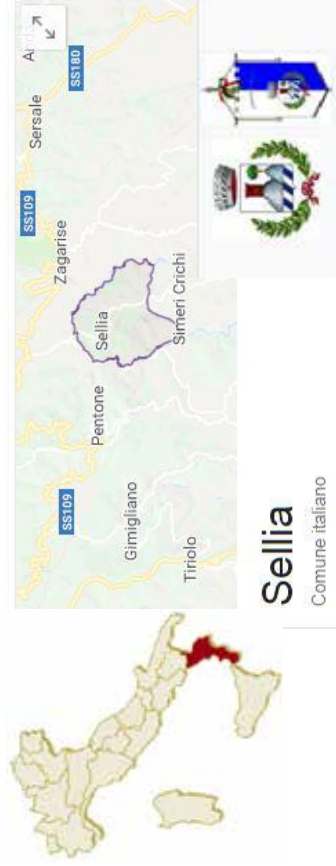 SS180
Sersale
SS109
Zagarise
Sellia
Simeri Crichi
Pentone
SS109
Gimigliano
Tiriolo
Sellia
Comune italiano